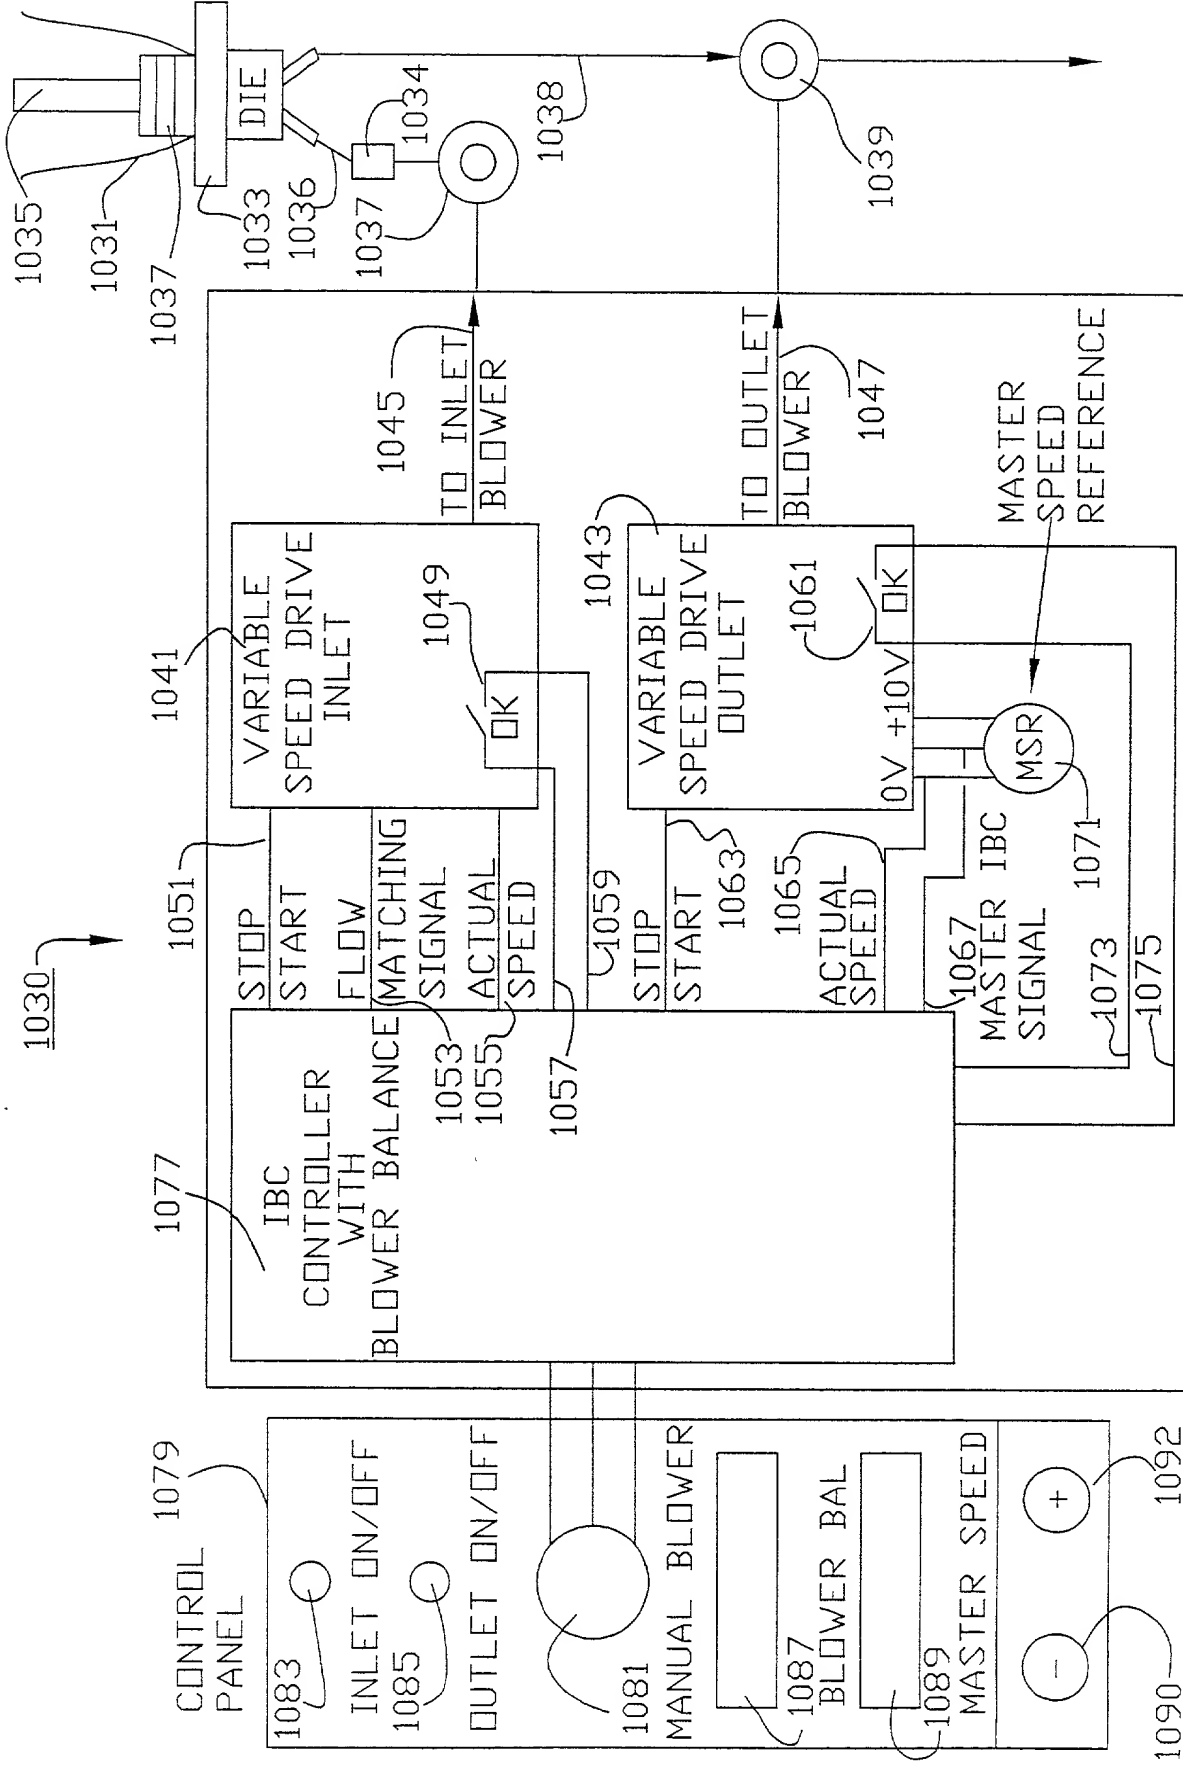 1030
CONTROL
PANEL
1079
1083
INLET ON/OFF
1085
OUTLET ON/OFF
1081
MANUAL BLOWER
1087
BLOWER BAL
1089
MASTER SPEED
-
+
1090
1092
1077
IBC
CONTROLLER
WITH
BLOWER BALANCE
1051
STOP
START
FLOW
MATCHING
SIGNAL
1053
ACTUAL
SPEED
1055
1057
1059
STOP
START
1063
ACTUAL
SPEED
1065
1067
MASTER IBC
SIGNAL
1073
1075
1041
VARIABLE
SPEED DRIVE
INLET
1049
OK
1043
VARIABLE
SPEED DRIVE
OUTLET
1061
OK
0V +10V
MSR
1071
MASTER
SPEED
REFERENCE
1045
TO INLET
BLOWER
TO OUTLET
BLOWER
1047
1035
1031
1037
1033
DIE
1036
1034
1037
1038
1039